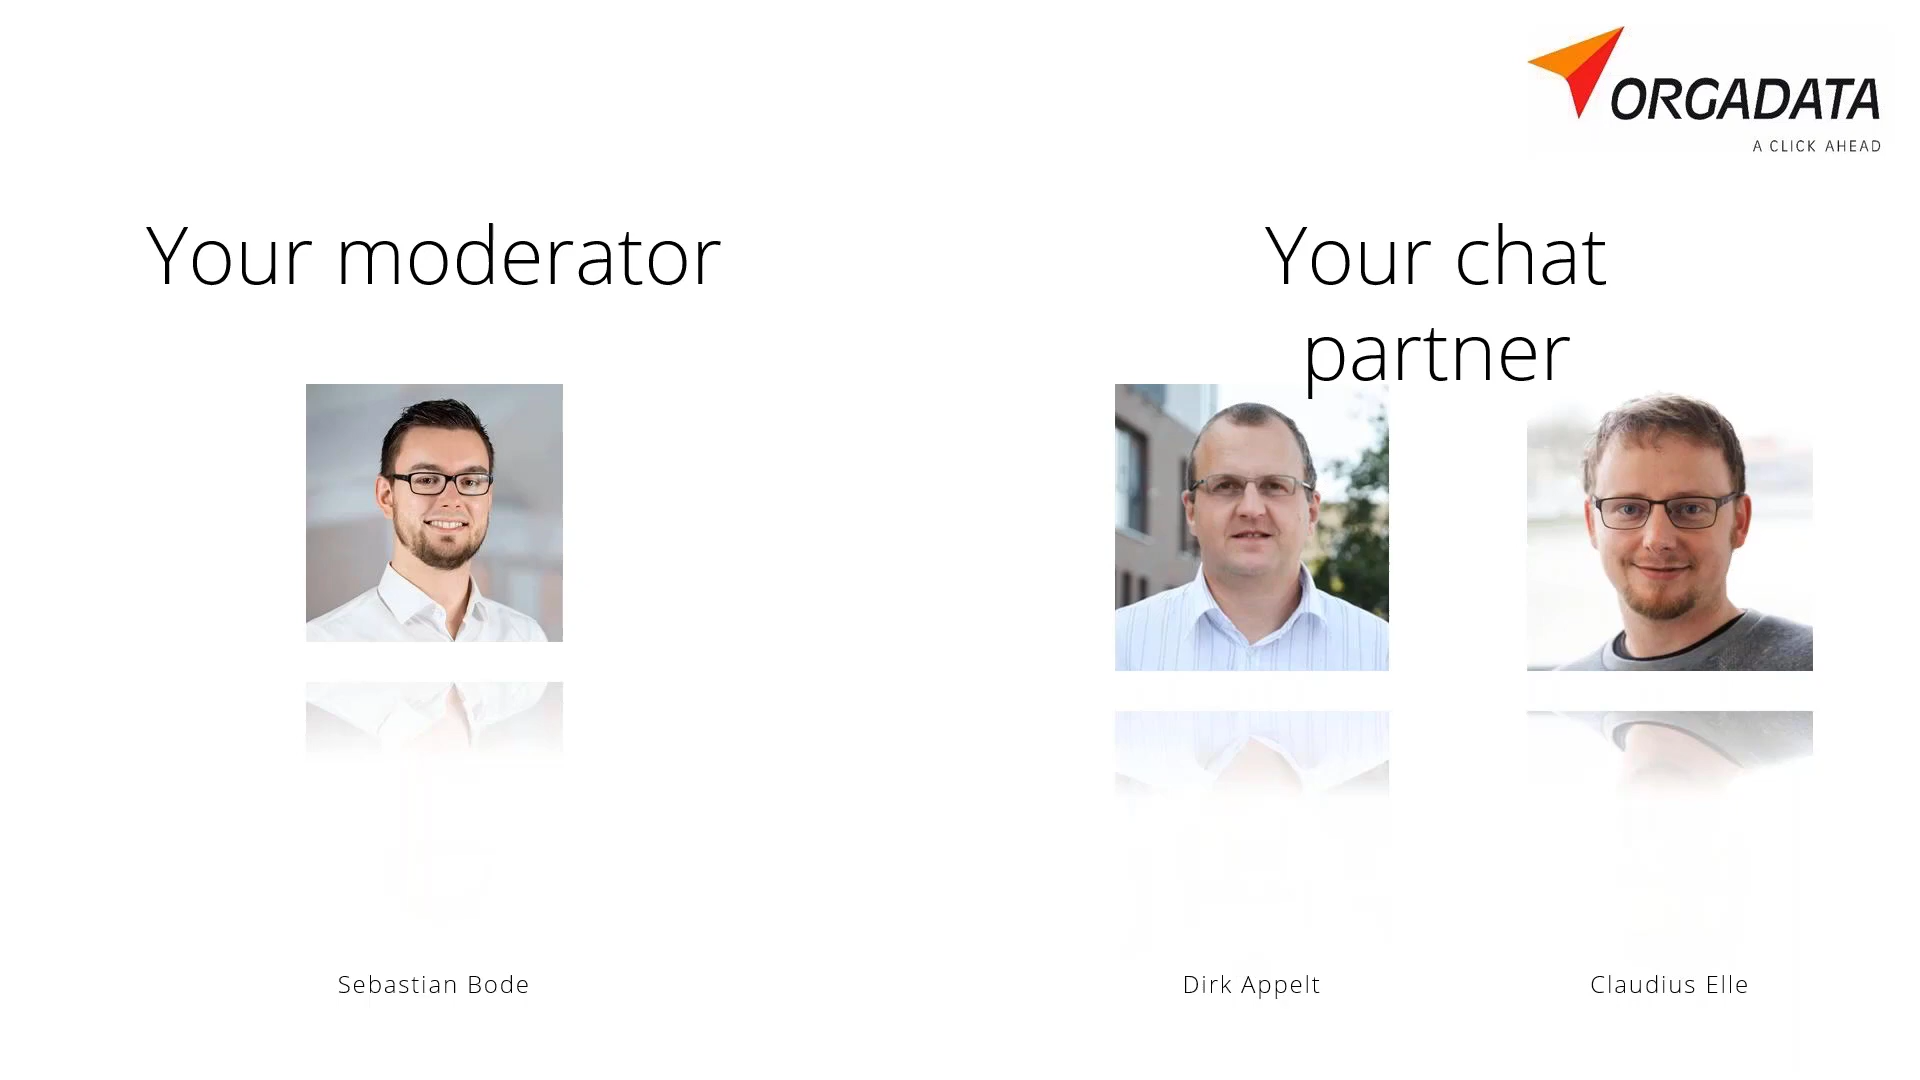 ORGADATA
A CLICK AHEAD
Your moderator
Your chat
partner
Sebastian Bode
Dirk Appelt
Claudius Elle